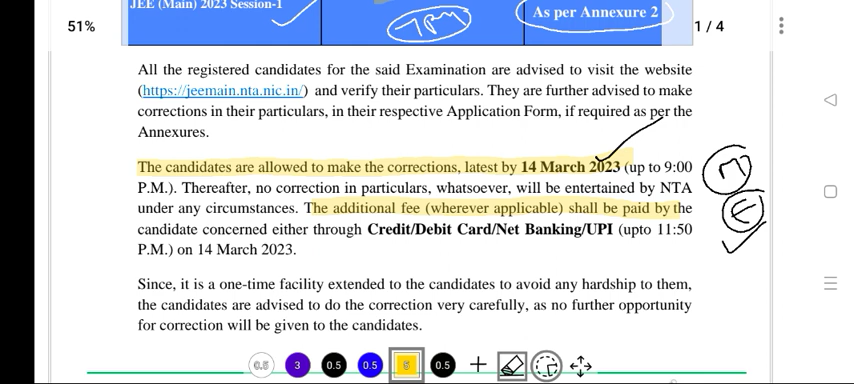 JEE (Main) 2023 Session-1
As per Annexure 2
51%
1 / 4
All the registered candidates for the said Examination are advised to visit the website
(https://jeemain.nta.nic.in/) and verify their particulars. They are further advised to make
corrections in their particulars, in their respective Application Form, if required as per the
Annexures.
The candidates are allowed to make the corrections, latest by 14 March 2023 (up to 9:00
P.M.). Thereafter, no correction in particulars, whatsoever, will be entertained by NTA
under any circumstances. The additional fee (wherever applicable) shall be paid by the
candidate concerned either through Credit/Debit Card/Net Banking/UPI (upto 11:50
P.M.) on 14 March 2023.
Since, it is a one-time facility extended to the candidates to avoid any hardship to them,
the candidates are advised to do the correction very carefully, as no further opportunity
for correction will be given to the candidates.
0.5 3 0.5 0.5 6 0.5